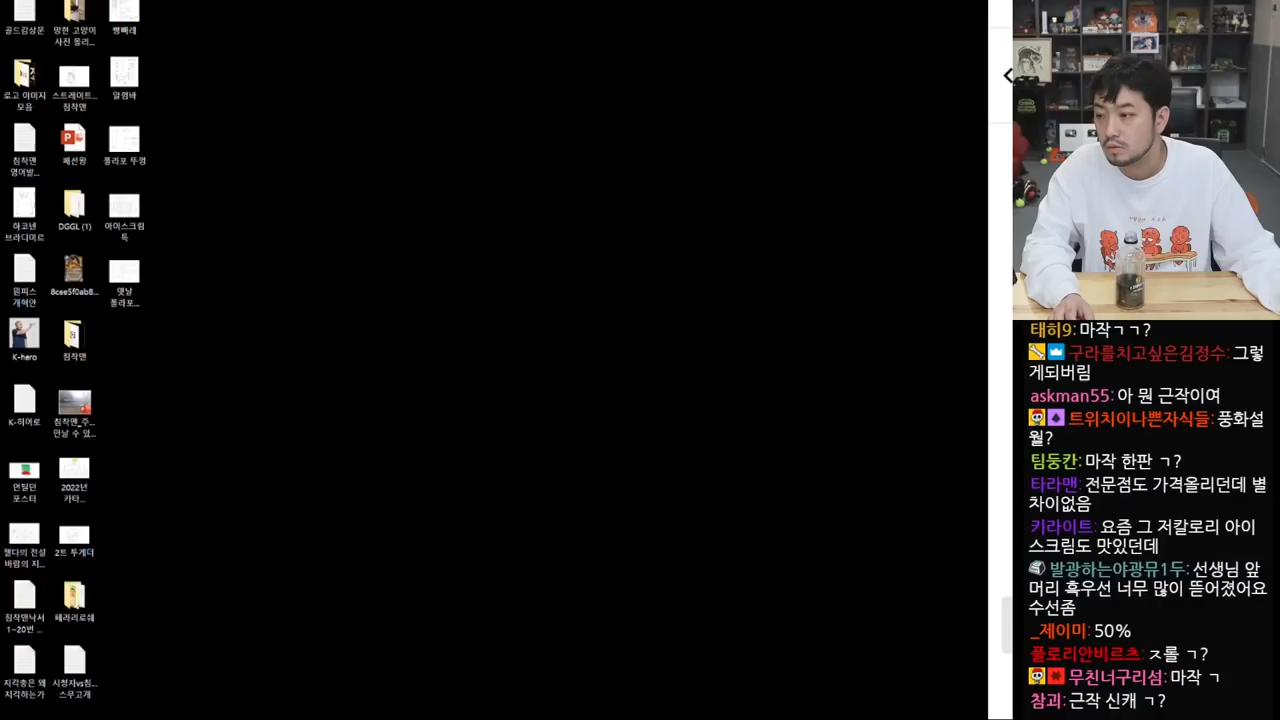 골드감상문
망한 고양이
사진 올리...
빵빠레
로고 이미지
모음
스트레이트...
침착맨
알껌바
침착맨
영어발...
패션왕
폴라포 뚜껑
하코넨
브라디미르
DGGL (1)
아이스크림
톡
원피스
개혁안
8cee5f0ab8...
옛날
폴라포...
K-hero
침착맨
K-히어로
침착맨_주...
만날 수 있...
언틸던
포스터
2022년
카타...
젤다의 전설
바람의 지...
2트 투게더
침착맨낙서
1~20번 ...
페라리로쉐
지각충은 왜
지각하는가
시청자vs침...
스무고개
태히9: 마작ㄱㄱ?
구라를치고싶은김정수: 그렇
게되버림
askman55: 아 뭔 근작이여
트위치이나쁜자식들: 풍화설
월?
팀둥칸: 마작 한판 ㄱ?
타라맨: 전문점도 가격올리던데 별
차이없음
키라이트: 요즘 그 저칼로리 아이
스크림도 맛있던데
발광하는야광뮤1두: 선생님 앞
머리 흑우선 너무 많이 뜯어졌어요
수선좀
_제이미: 50%
플로리안비르츠: ㅈ롤 ㄱ?
무친너구리섬: 마작 ㄱ
참괴: 근작 신캐 ㄱ?